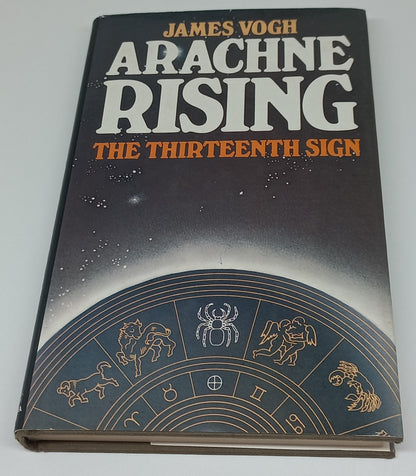 JAMES VOGH
ARACHNE
RISING
THE THIRTEENTH SIGN